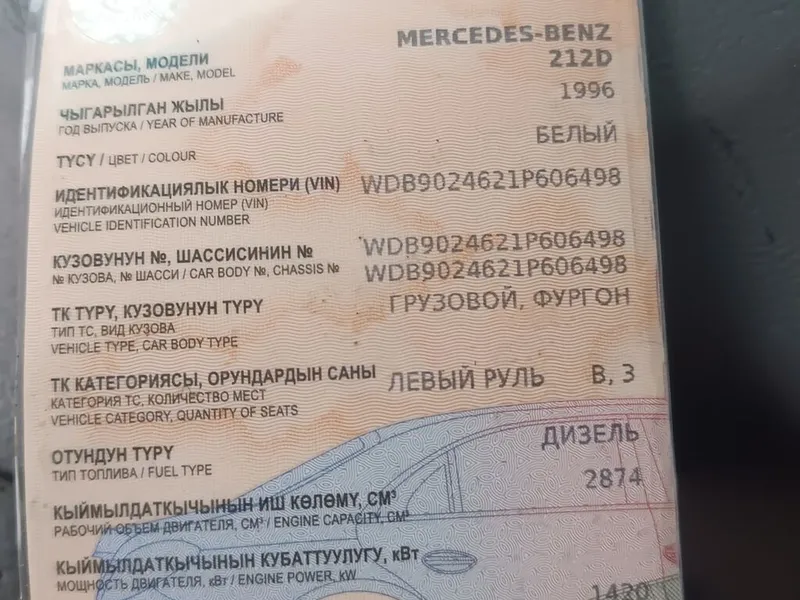 МАРКАСЫ, МОДЕЛИ MERCEDES-BENZ
МАРКА, МОДЕЛЬ / MAKE, MODEL 212D
ЧЫГАРЫЛГАН ЖЫЛЫ 1996
ГОД ВЫПУСКА / YEAR OF MANUFACTURE
ТҮСҮ / ЦВЕТ / COLOUR БЕЛЫЙ
ИДЕНТИФИКАЦИЯЛЫК НОМЕРИ (VIN) WDB9024621P606498
ИДЕНТИФИКАЦИОННЫЙ НОМЕР (VIN)
VEHICLE IDENTIFICATION NUMBER
КУЗОВУНУН №, ШАССИСИНИН № WDB9024621P606498
№ КУЗОВА, № ШАССИ / CAR BODY №, CHASSIS № WDB9024621P606498
ТК ТҮРҮ, КУЗОВУНУН ТҮРҮ ГРУЗОВОЙ, ФУРГОН
ТИП ТС, ВИД КУЗОВА
VEHICLE TYPE, CAR BODY TYPE
ТК КАТЕГОРИЯСЫ, ОРУНДАРДЫН САНЫ ЛЕВЫЙ РУЛЬ B, 3
КАТЕГОРИЯ ТС, КОЛИЧЕСТВО МЕСТ
VEHICLE CATEGORY, QUANTITY OF SEATS
ОТУНДУН ТҮРҮ ДИЗЕЛЬ
ТИП ТОПЛИВА / FUEL TYPE
КЫЙМЫЛДАТКЫЧЫНЫН ИШ КӨЛӨМҮ, СМ³ 2874
РАБОЧИЙ ОБЪЕМ ДВИГАТЕЛЯ, СМ³ / ENGINE CAPACITY, CM³
КЫЙМЫЛДАТКЫЧЫНЫН КУБАТТУУЛУГУ, кВт
МОЩНОСТЬ ДВИГАТЕЛЯ, кВт / ENGINE POWER, KW